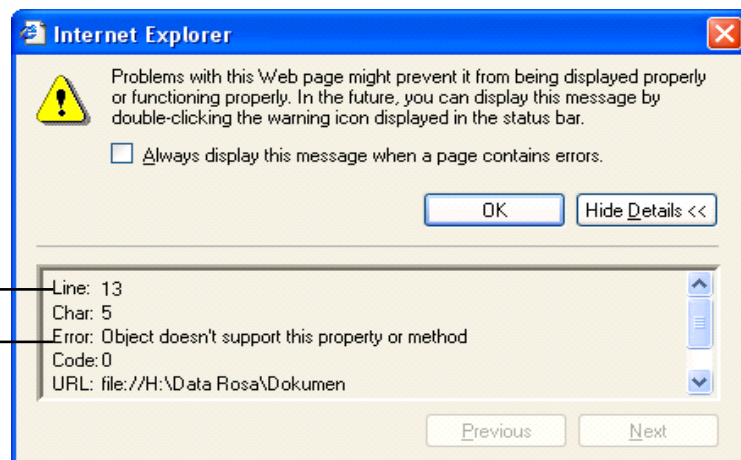 Internet Explorer
Problems with this Web page might prevent it from being displayed properly
or functioning properly. In the future, you can display this message by
double-clicking the warning icon displayed in the status bar.
Always display this message when a page contains errors.
OK
Hide Details <<
Line: 13
Char: 5
Error: Object doesn't support this property or method
Code: 0
URL: file://H:\Data Rosa\Dokumen
Previous
Next